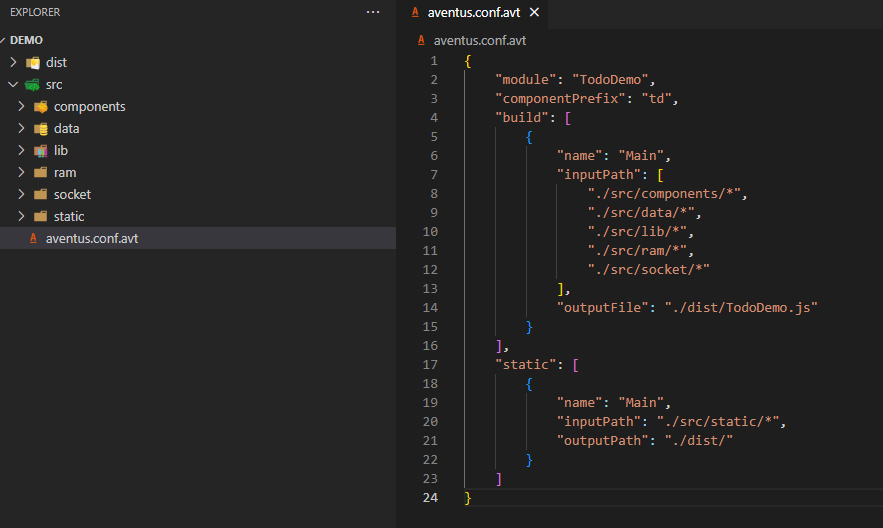 EXPLORER
...
DEMO
dist
src
components
data
lib
ram
socket
static
aventus.conf.avt
aventus.conf.avt
aventus.conf.avt
1 {
2 "module": "TodoDemo",
3 "componentPrefix": "td",
4 "build": [
5 {
6 "name": "Main",
7 "inputPath": [
8 "./src/components/*",
9 "./src/data/*",
10 "./src/lib/*",
11 "./src/ram/*",
12 "./src/socket/*"
13 ],
14 "outputFile": "./dist/TodoDemo.js"
15 }
16 ],
17 "static": [
18 {
19 "name": "Main",
20 "inputPath": "./src/static/*",
21 "outputPath": "./dist/"
22 }
23 ]
24 }